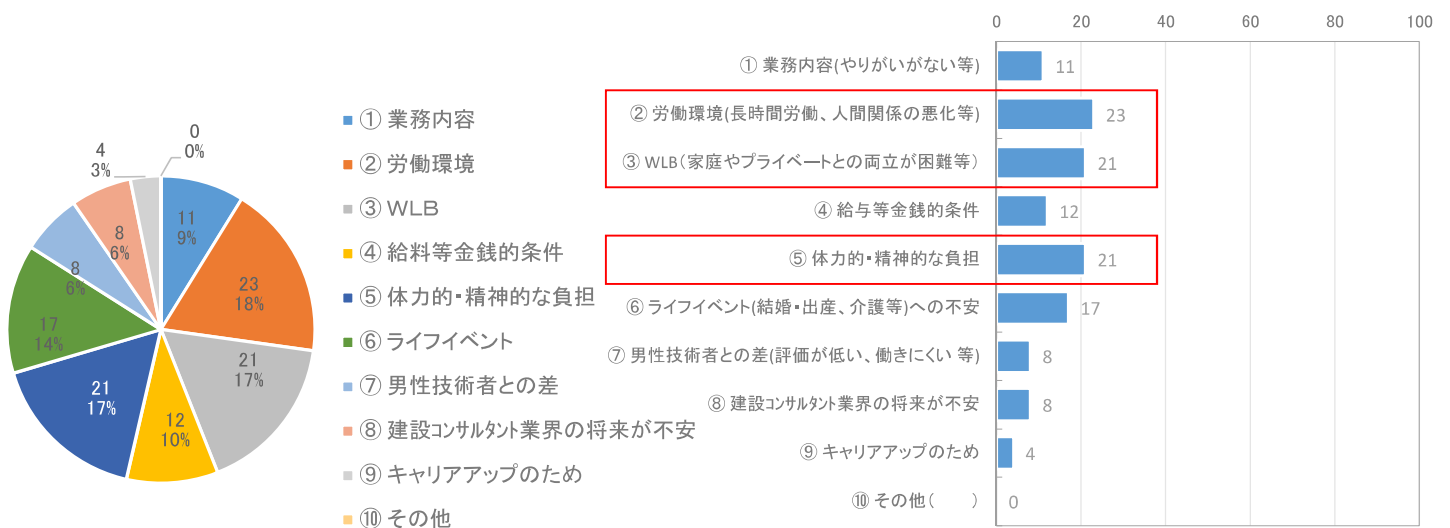 0
0%
4
3%
11
9%
8
6%
8
6%
23
18%
17
14%
21
17%
21
17%
12
10%
① 業務内容
② 労働環境
③ WLB
④ 給料等金銭的条件
⑤ 体力的・精神的な負担
⑥ ライフイベント
⑦ 男性技術者との差
⑧ 建設コンサルタント業界の将来が不安
⑨ キャリアアップのため
⑩ その他
0 20 40 60 80 100
① 業務内容(やりがいがない等) 11
② 労働環境(長時間労働、人間関係の悪化等) 23
③ WLB(家庭やプライベートとの両立が困難等) 21
④ 給与等金銭的条件 12
⑤ 体力的・精神的な負担 21
⑥ ライフイベント(結婚・出産、介護等)への不安 17
⑦ 男性技術者との差(評価が低い、働きにくい 等) 8
⑧ 建設コンサルタント業界の将来が不安 8
⑨ キャリアアップのため 4
⑩ その他(　　) 0